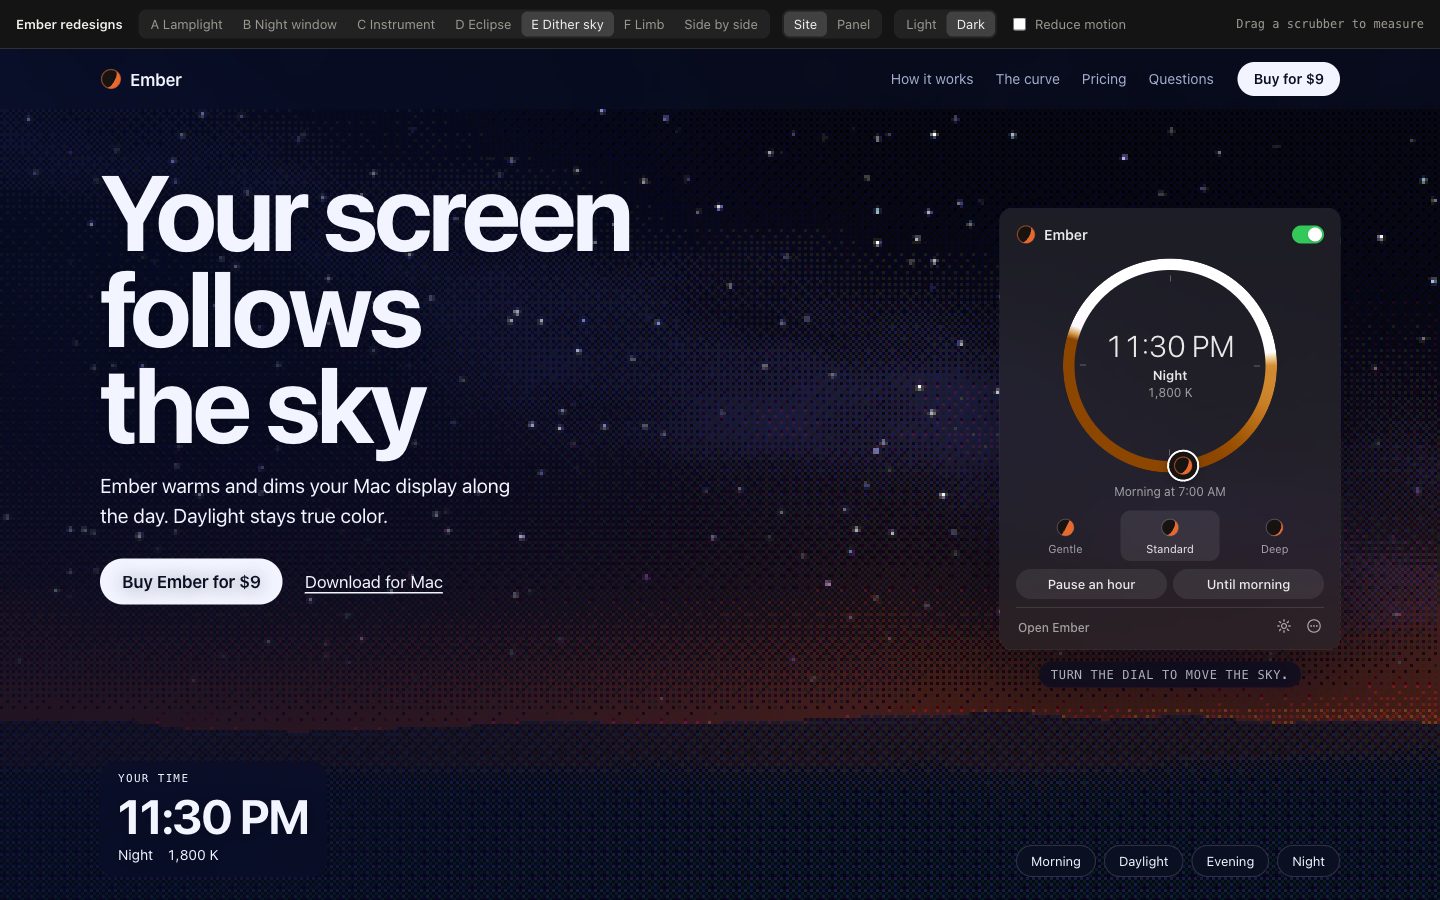 Ember redesigns A Lamplight B Night window C Instrument D Eclipse E Dither sky F Limb Side by side Site Panel Light Dark Reduce motion Drag a scrubber to measure
Ember How it works The curve Pricing Questions Buy for $9
Your screen
follows
the sky
Ember warms and dims your Mac display along
the day. Daylight stays true color.
Buy Ember for $9 Download for Mac
Ember
11:30 PM
Night
1,800 K
Morning at 7:00 AM
Gentle Standard Deep
Pause an hour Until morning
Open Ember
TURN THE DIAL TO MOVE THE SKY.
YOUR TIME
11:30 PM
Night 1,800 K
Morning Daylight Evening Night